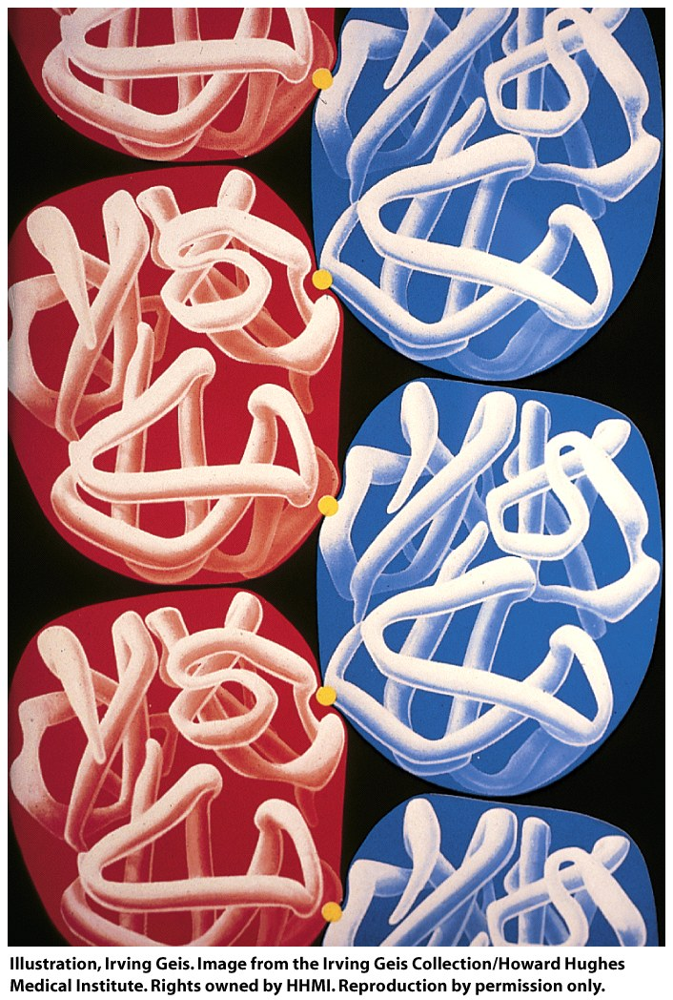 Illustration, Irving Geis. Image from the Irving Geis Collection/Howard Hughes
Medical Institute. Rights owned by HHMI. Reproduction by permission only.